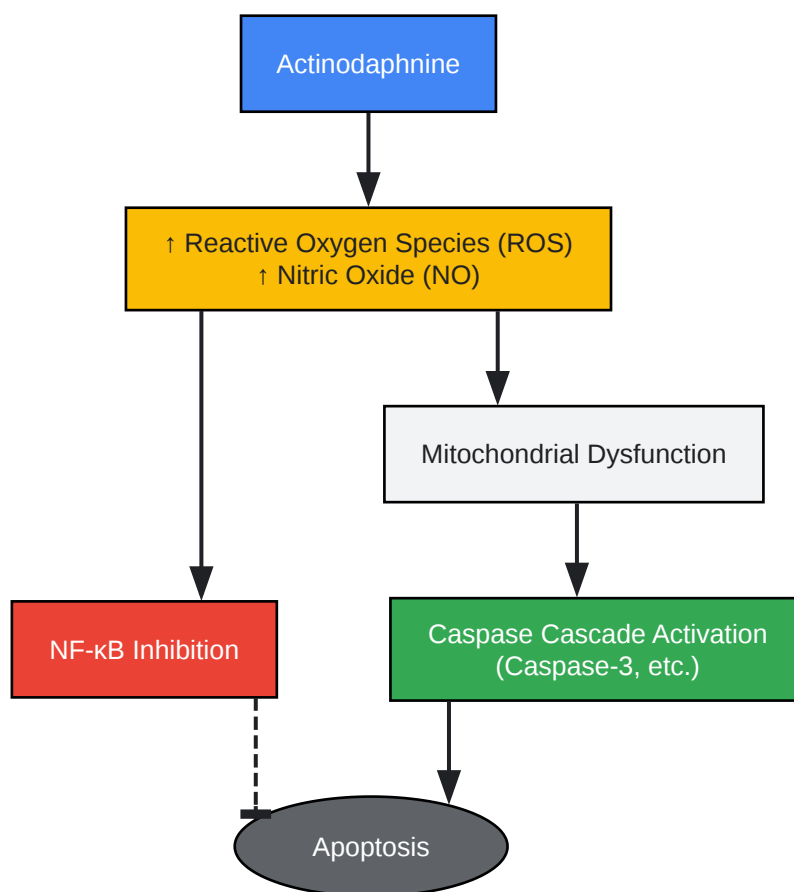 Actinodaphnine
↑ Reactive Oxygen Species (ROS)
↑ Nitric Oxide (NO)
Mitochondrial Dysfunction
NF-κB Inhibition
Caspase Cascade Activation
(Caspase-3, etc.)
Apoptosis